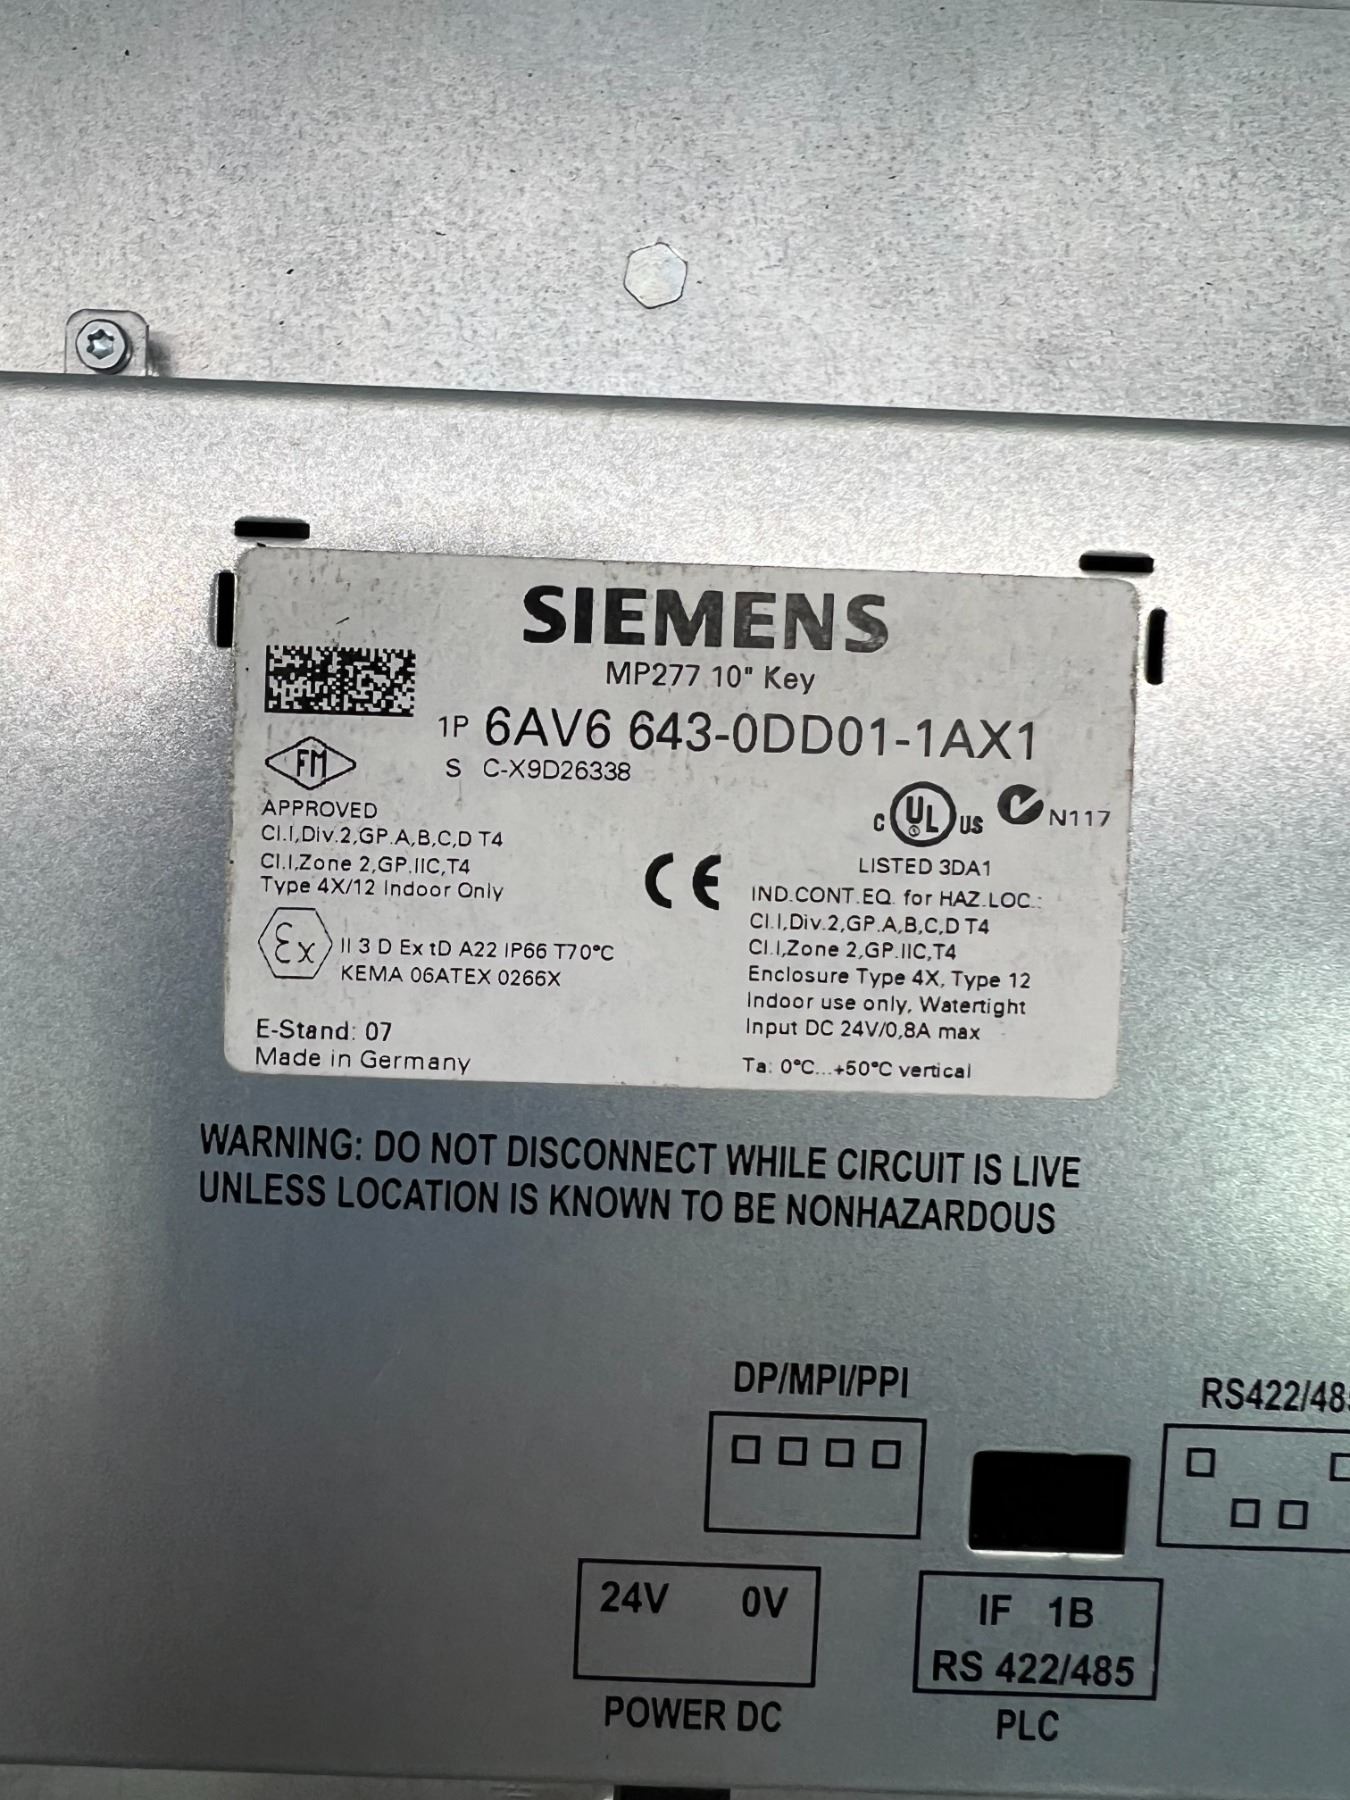 SIEMENS
MP277 10" Key
1P 6AV6 643-0DD01-1AX1
S C-X9D26338
FM
APPROVED
Cl.I,Div.2,GP.A,B,C,D T4
Cl.I,Zone 2,GP.IIC,T4
Type 4X/12 Indoor Only
Ex II 3 D Ex tD A22 IP66 T70°C
KEMA 06ATEX 0266X
E-Stand: 07
Made in Germany
CE
C UL US N117
LISTED 3DA1
IND.CONT.EQ. for HAZ.LOC.:
Cl.I,Div.2,GP.A,B,C,D T4
Cl.I,Zone 2,GP.IIC,T4
Enclosure Type 4X, Type 12
Indoor use only, Watertight
Input DC 24V/0,8A max
Ta: 0°C...+50°C vertical
WARNING: DO NOT DISCONNECT WHILE CIRCUIT IS LIVE
UNLESS LOCATION IS KNOWN TO BE NONHAZARDOUS
DP/MPI/PPI
RS422/485
24V 0V
POWER DC
IF 1B
RS 422/485
PLC